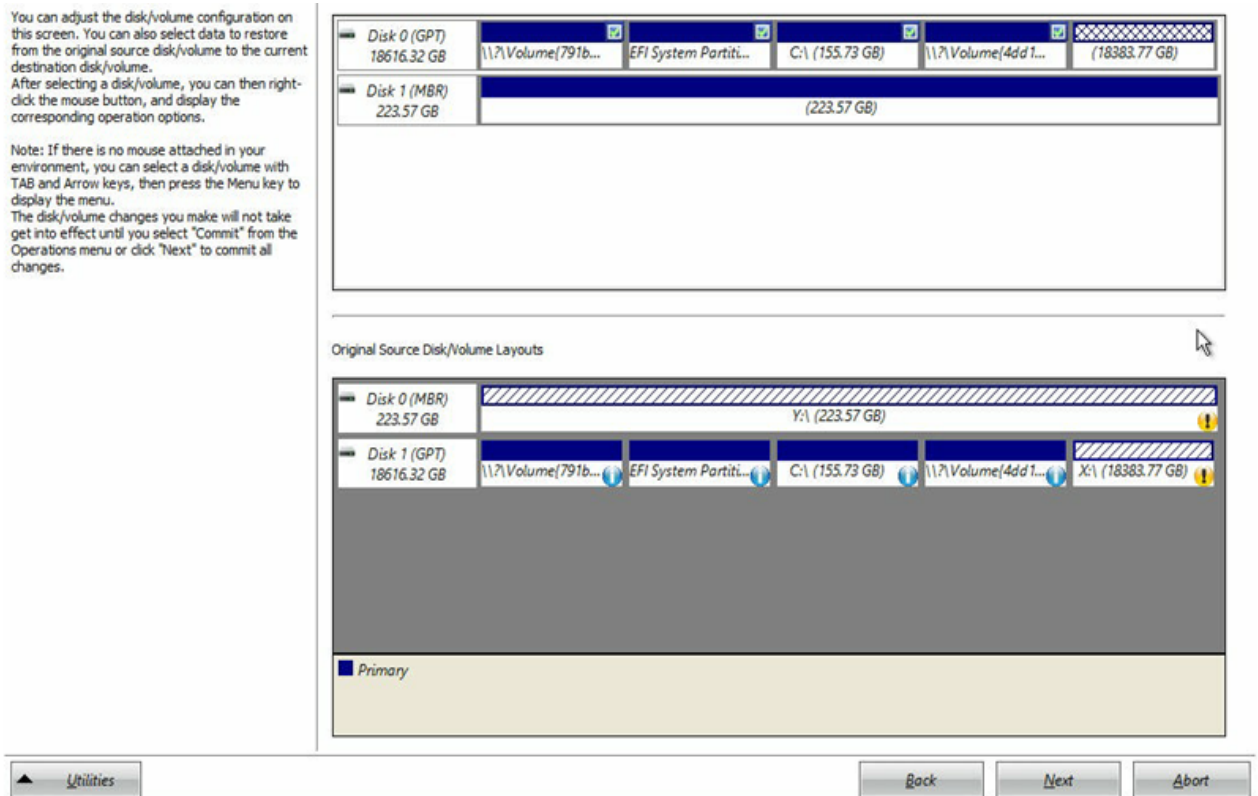 You can adjust the disk/volume configuration on
this screen. You can also select data to restore
from the original source disk/volume to the current
destination disk/volume.
After selecting a disk/volume, you can then right-
click the mouse button, and display the
corresponding operation options.
Note: If there is no mouse attached in your
environment, you can select a disk/volume with
TAB and Arrow keys, then press the Menu key to
display the menu.
The disk/volume changes you make will not take
get into effect until you select "Commit" from the
Operations menu or click "Next" to commit all
changes.
Disk 0 (GPT)
18616.32 GB
\\?\Volume{791b...
EFI System Partiti...
C:\ (155.73 GB)
\\?\Volume{4dd1...
(18383.77 GB)
Disk 1 (MBR)
223.57 GB
(223.57 GB)
Original Source Disk/Volume Layouts
Disk 0 (MBR)
223.57 GB
Y:\ (223.57 GB)
Disk 1 (GPT)
18616.32 GB
\\?\Volume{791b...
EFI System Partiti...
C:\ (155.73 GB)
\\?\Volume{4dd1...
X:\ (18383.77 GB)
Primary
Utilities
Back
Next
Abort